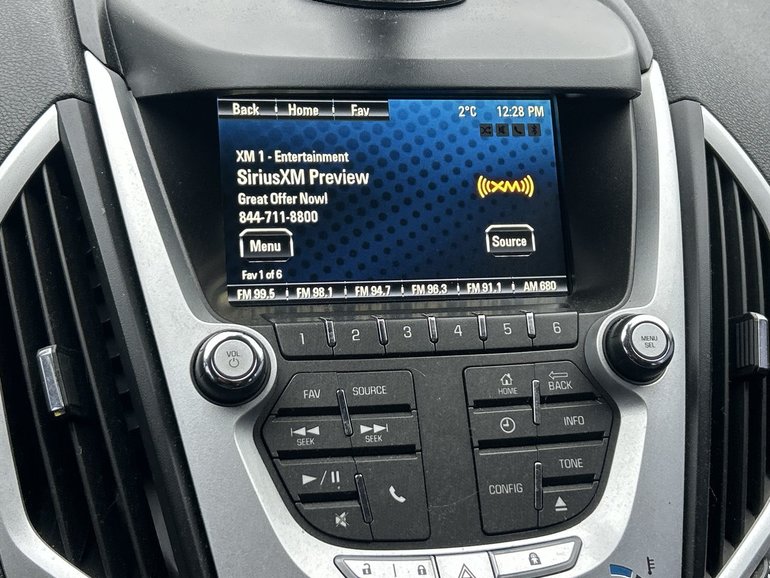 Back Home Fav 2°C 12:28 PM
XM 1 - Entertainment
SiriusXM Preview
Great Offer Now!
844-711-8800
((XM))
Menu Source
Fav 1 of 6
FM 99.5 FM 98.1 FM 94.7 FM 96.3 FM 91.1 AM 680
1 2 3 4 5 6
VOL
MENU
SEL
FAV SOURCE
HOME BACK
SEEK SEEK
INFO
TONE
CONFIG